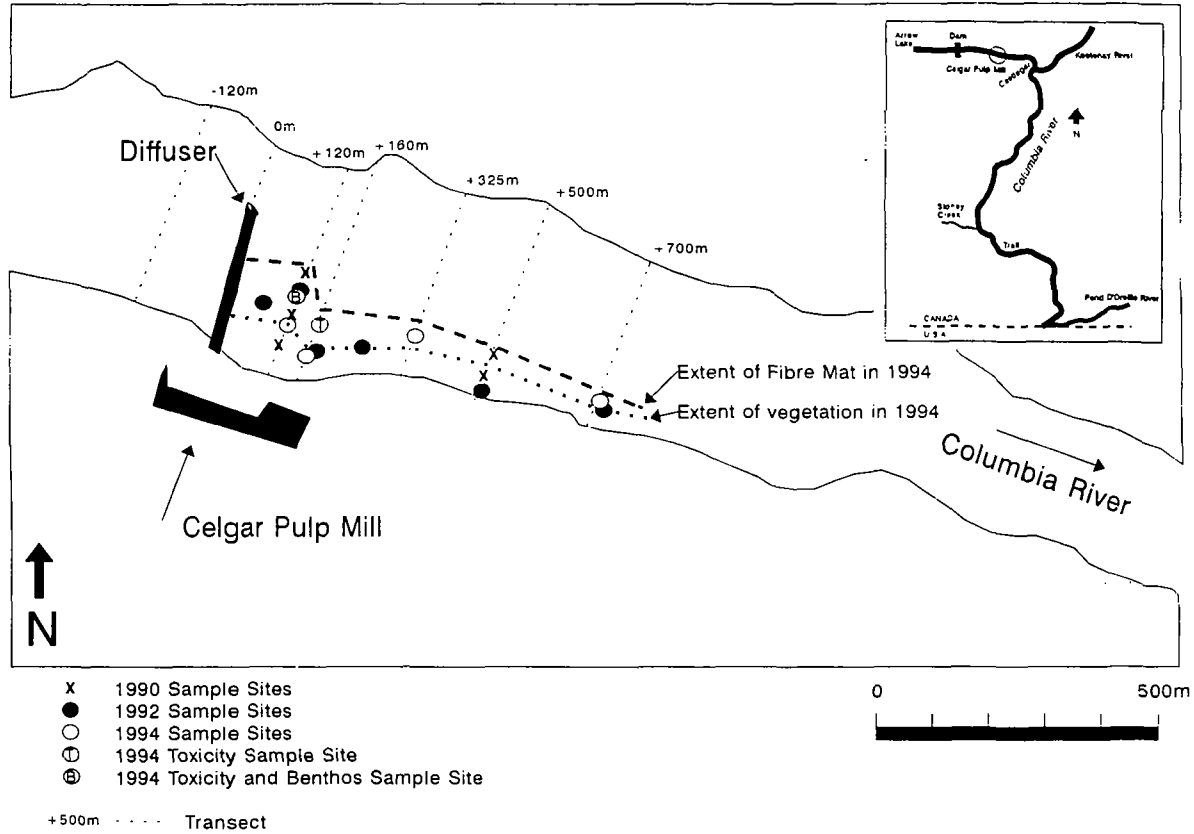 -120m
0m
+120m
+160m
+325m
+500m
+700m
Diffuser
Extent of Fibre Mat in 1994
Extent of vegetation in 1994
Columbia River
Celgar Pulp Mill
N
Arrow
Lake
Dam
Celgar Pulp Mill
Castlegar
Kootenay River
N
Columbia River
Stoney
Creek
Trail
Pend D'Oreille River
CANADA
U.S.A
X 1990 Sample Sites
1992 Sample Sites
1994 Sample Sites
T 1994 Toxicity Sample Site
B 1994 Toxicity and Benthos Sample Site
+500m Transect
0 500m